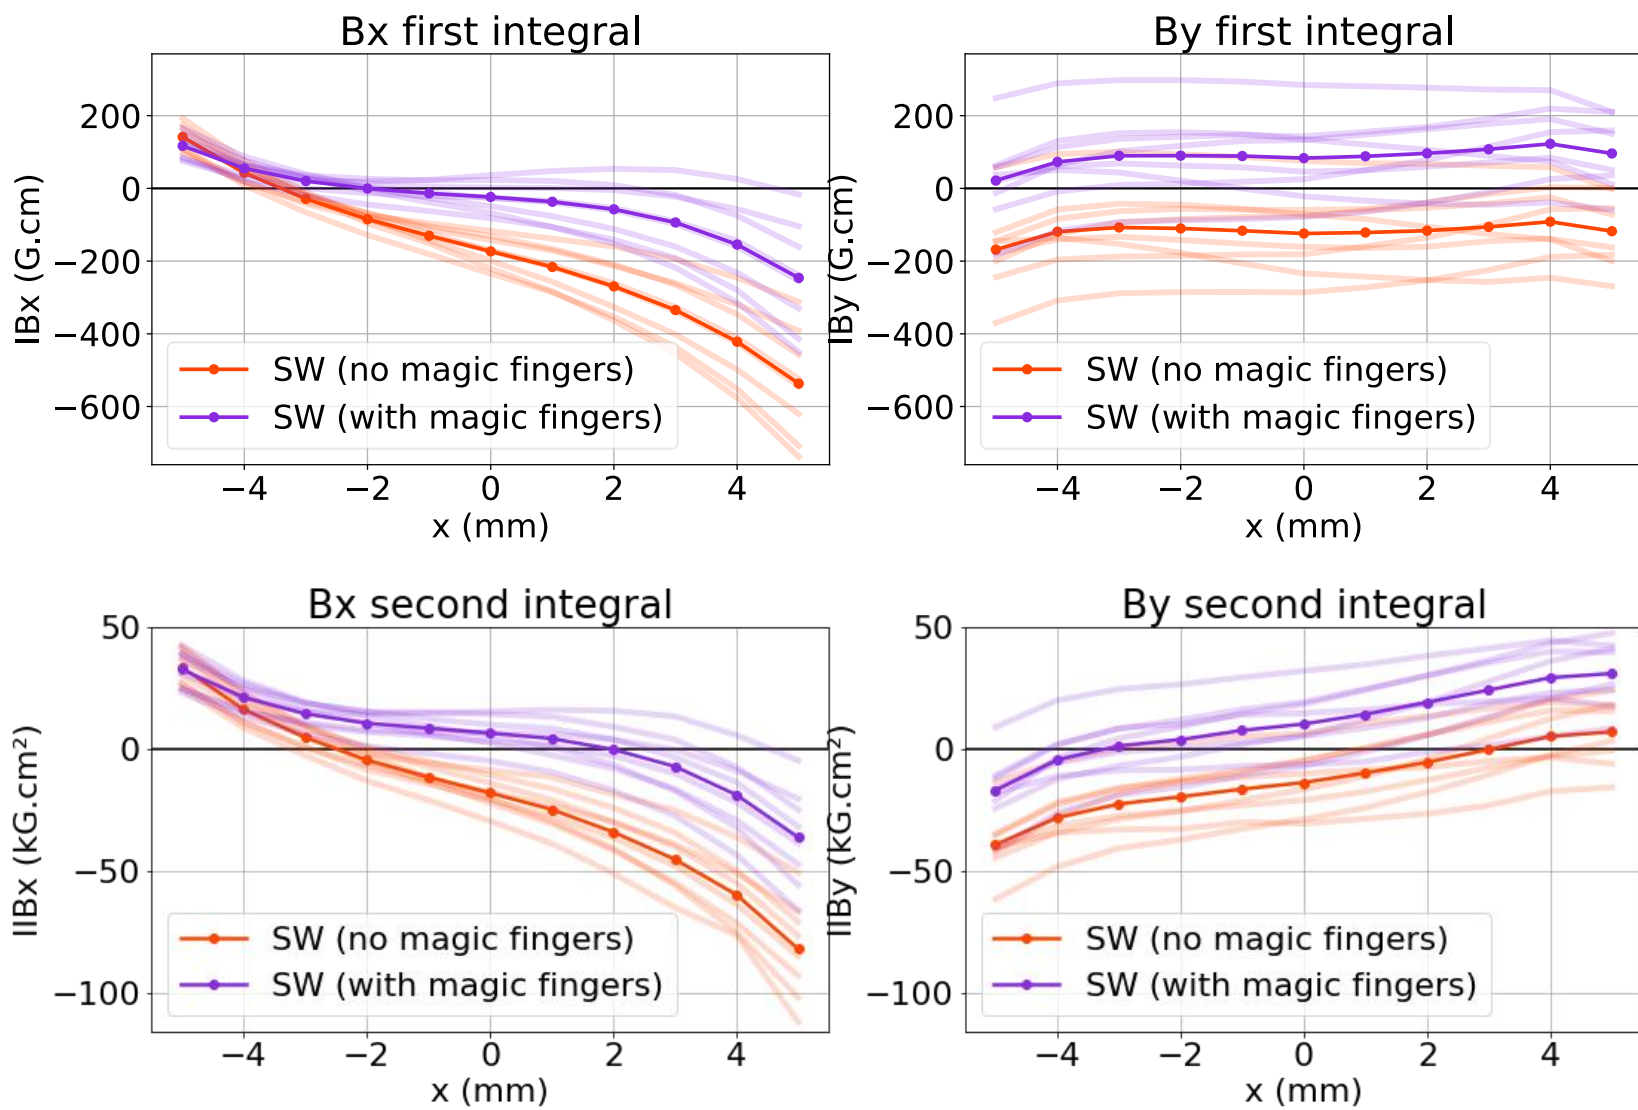 Bx first integral
IBx (G.cm)
200
0
−200
−400
−600
SW (no magic fingers)
SW (with magic fingers)
−4
−2
0
2
4
x (mm)
By first integral
IBy (G.cm)
200
0
−200
−400
−600
SW (no magic fingers)
SW (with magic fingers)
−4
−2
0
2
4
x (mm)
Bx second integral
IIBx (kG.cm²)
50
0
−50
−100
SW (no magic fingers)
SW (with magic fingers)
−4
−2
0
2
4
x (mm)
By second integral
IIBy (kG.cm²)
50
0
−50
−100
SW (no magic fingers)
SW (with magic fingers)
−4
−2
0
2
4
x (mm)